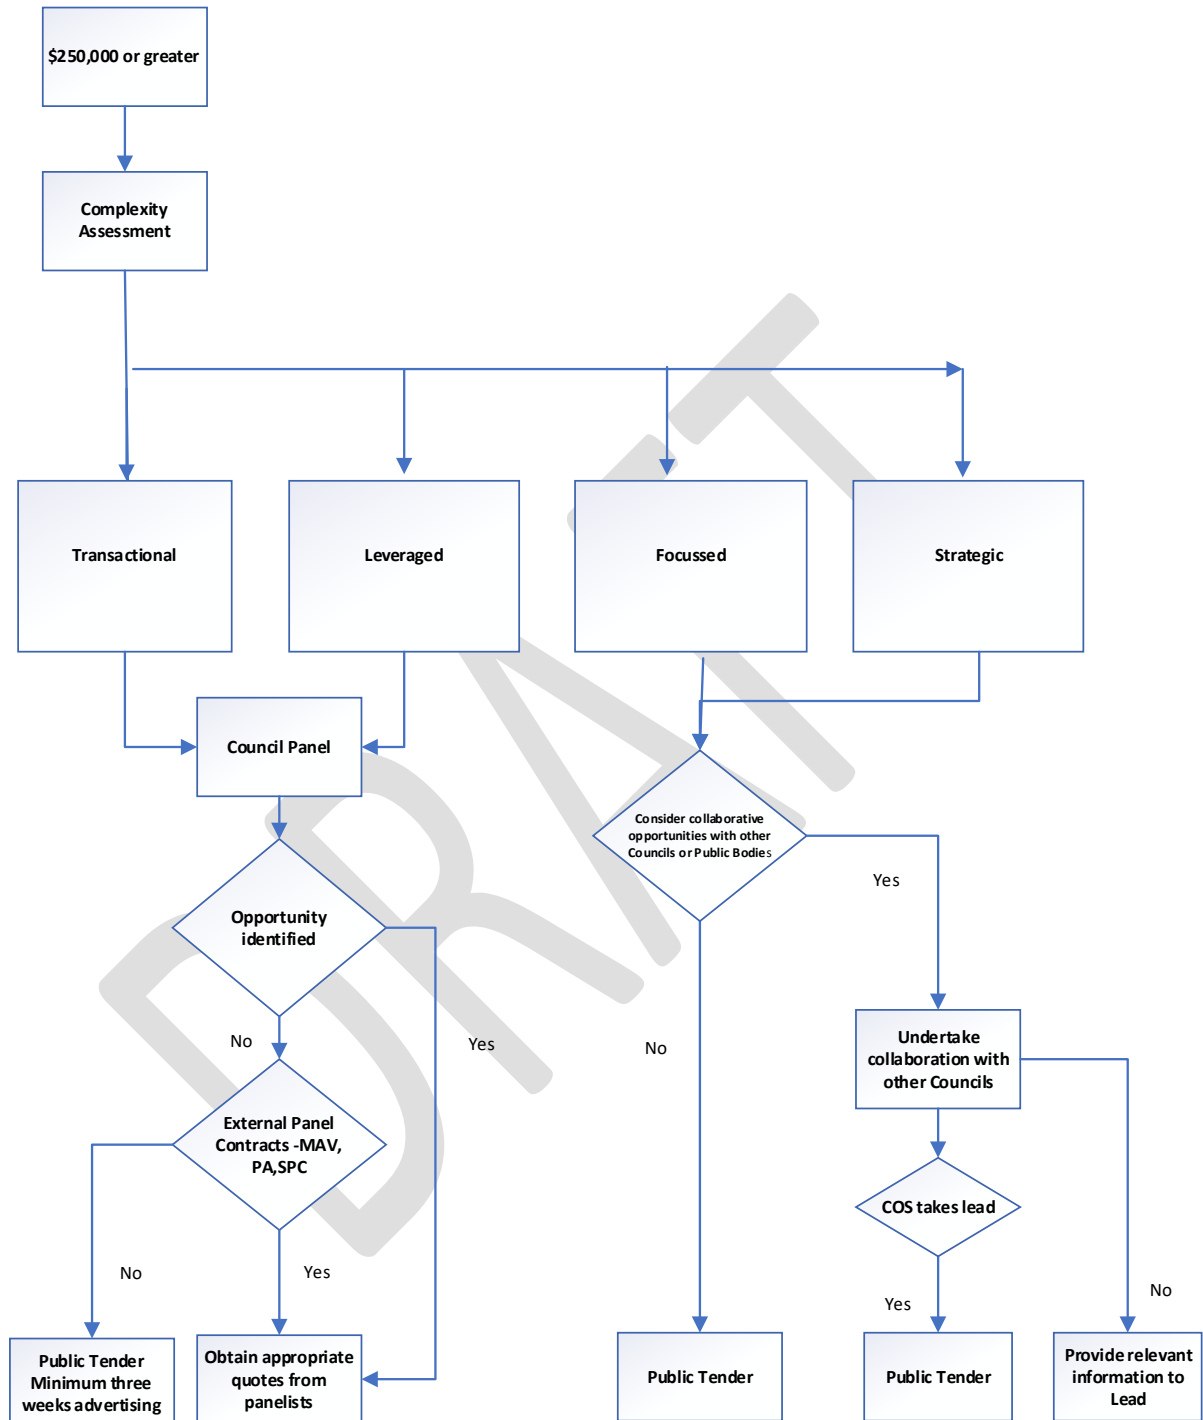 $250,000 or greater
Complexity
Assessment
Transactional
Leveraged
Focussed
Strategic
Council Panel
Consider collaborative
opportunities with other
Councils or Public Bodies
Yes
Opportunity
identified
No
Yes
No
Undertake
collaboration with
other Councils
External Panel
Contracts -MAV,
PA,SPC
COS takes lead
No
Yes
Yes
No
Public Tender
Minimum three
weeks advertising
Obtain appropriate
quotes from
panelists
Public Tender
Public Tender
Provide relevant
information to
Lead
DRAFT